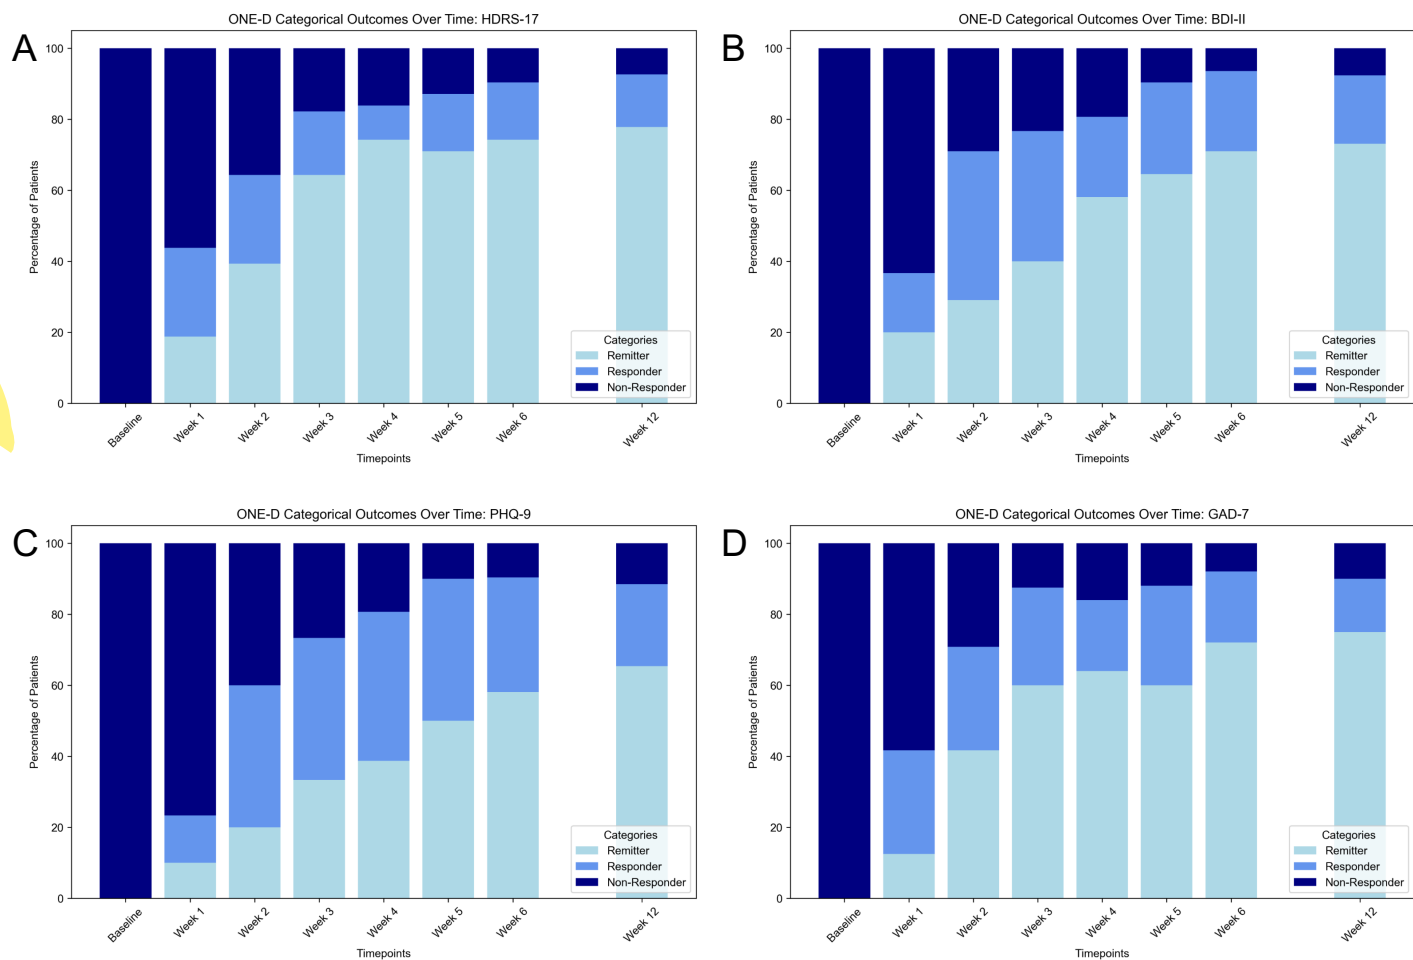 A
ONE-D Categorical Outcomes Over Time: HDRS-17
Percentage of Patients
100
80
60
40
20
0
Categories
Remitter
Responder
Non-Responder
Baseline
Week 1
Week 2
Week 3
Week 4
Week 5
Week 6
Week 12
Timepoints
B
ONE-D Categorical Outcomes Over Time: BDI-II
Percentage of Patients
100
80
60
40
20
0
Categories
Remitter
Responder
Non-Responder
Baseline
Week 1
Week 2
Week 3
Week 4
Week 5
Week 6
Week 12
Timepoints
C
ONE-D Categorical Outcomes Over Time: PHQ-9
Percentage of Patients
100
80
60
40
20
0
Categories
Remitter
Responder
Non-Responder
Baseline
Week 1
Week 2
Week 3
Week 4
Week 5
Week 6
Week 12
Timepoints
D
ONE-D Categorical Outcomes Over Time: GAD-7
Percentage of Patients
100
80
60
40
20
0
Categories
Remitter
Responder
Non-Responder
Baseline
Week 1
Week 2
Week 3
Week 4
Week 5
Week 6
Week 12
Timepoints